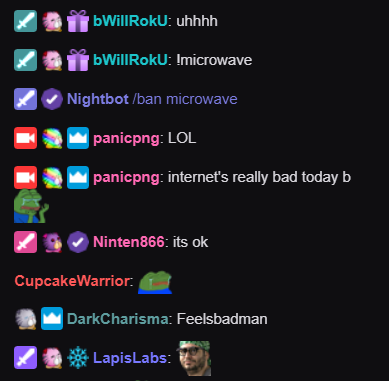 bWillRokU: uhhhh
bWillRokU: !microwave
Nightbot /ban microwave
panicpng: LOL
panicpng: internet's really bad today b
Ninten866: its ok
CupcakeWarrior:
DarkCharisma: Feelsbadman
LapisLabs: